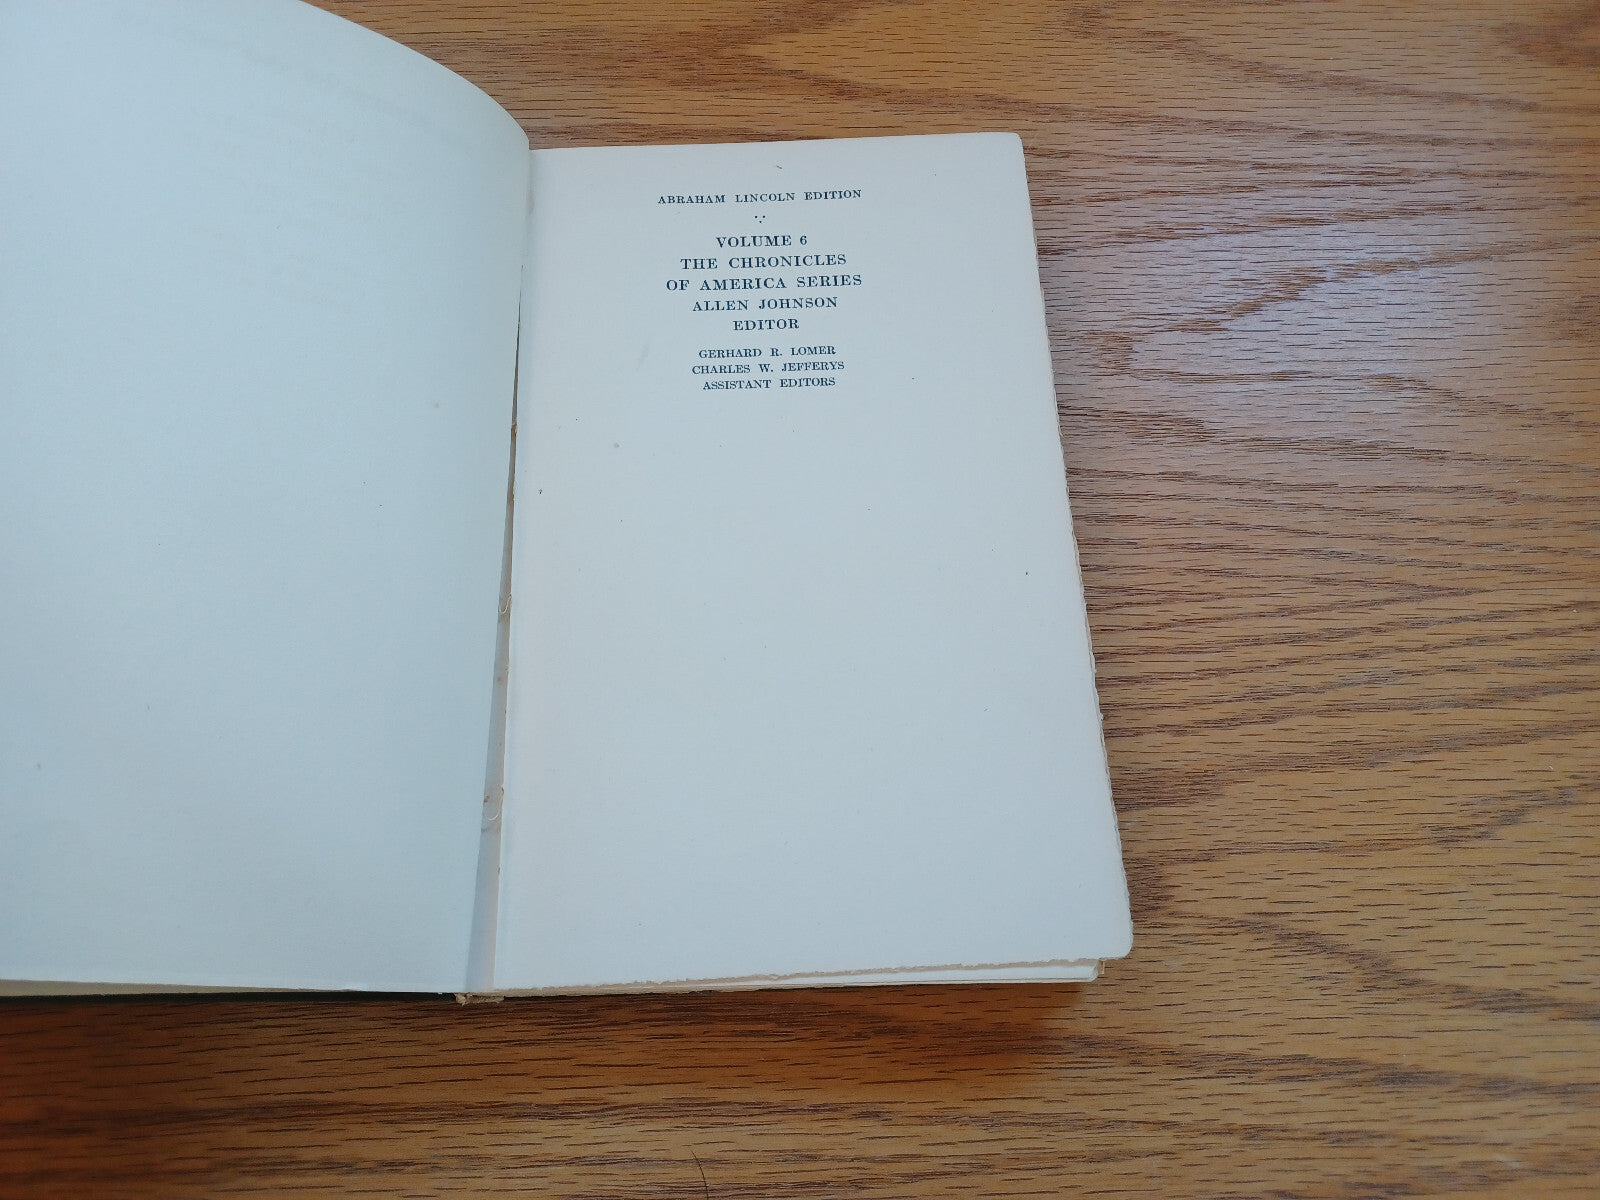 ABRAHAM LINCOLN EDITION
VOLUME 6
THE CHRONICLES
OF AMERICA SERIES
ALLEN JOHNSON
EDITOR
GERHARD R. LOMER
CHARLES W. JEFFERYS
ASSISTANT EDITORS